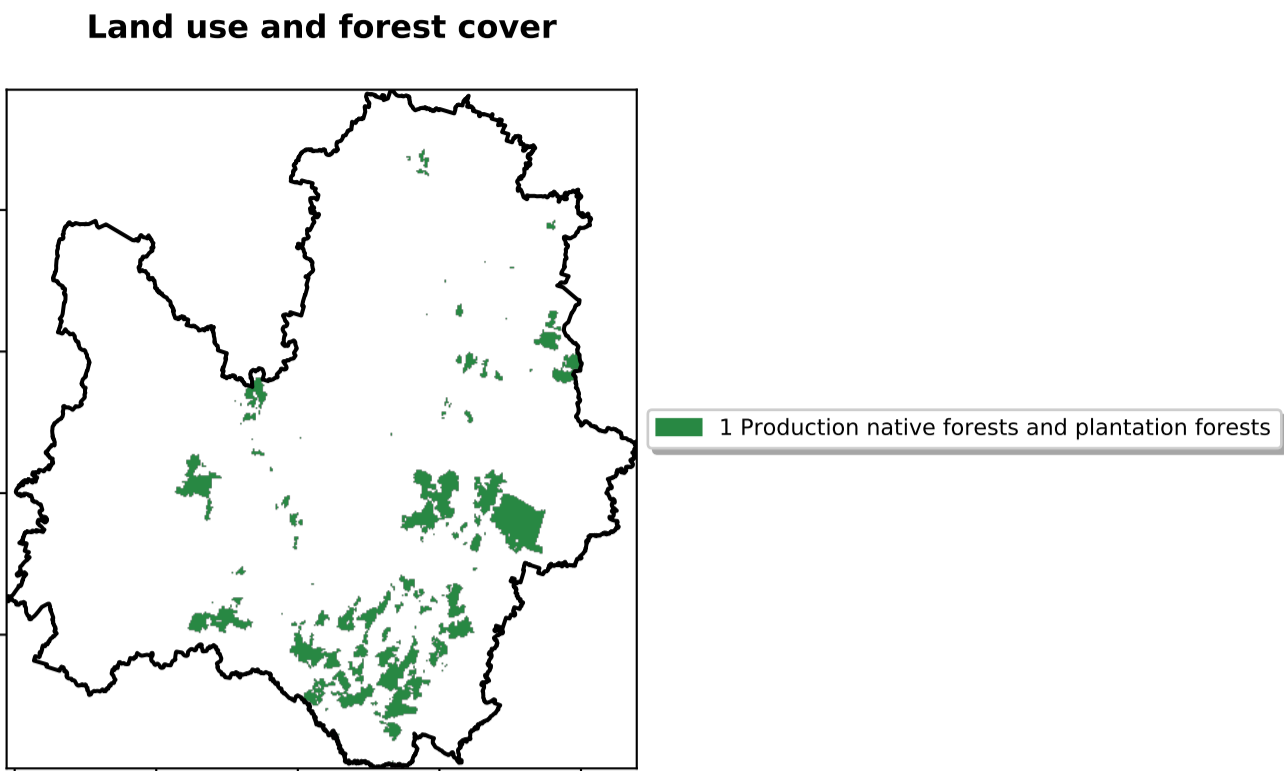 Land use and forest cover
1 Production native forests and plantation forests